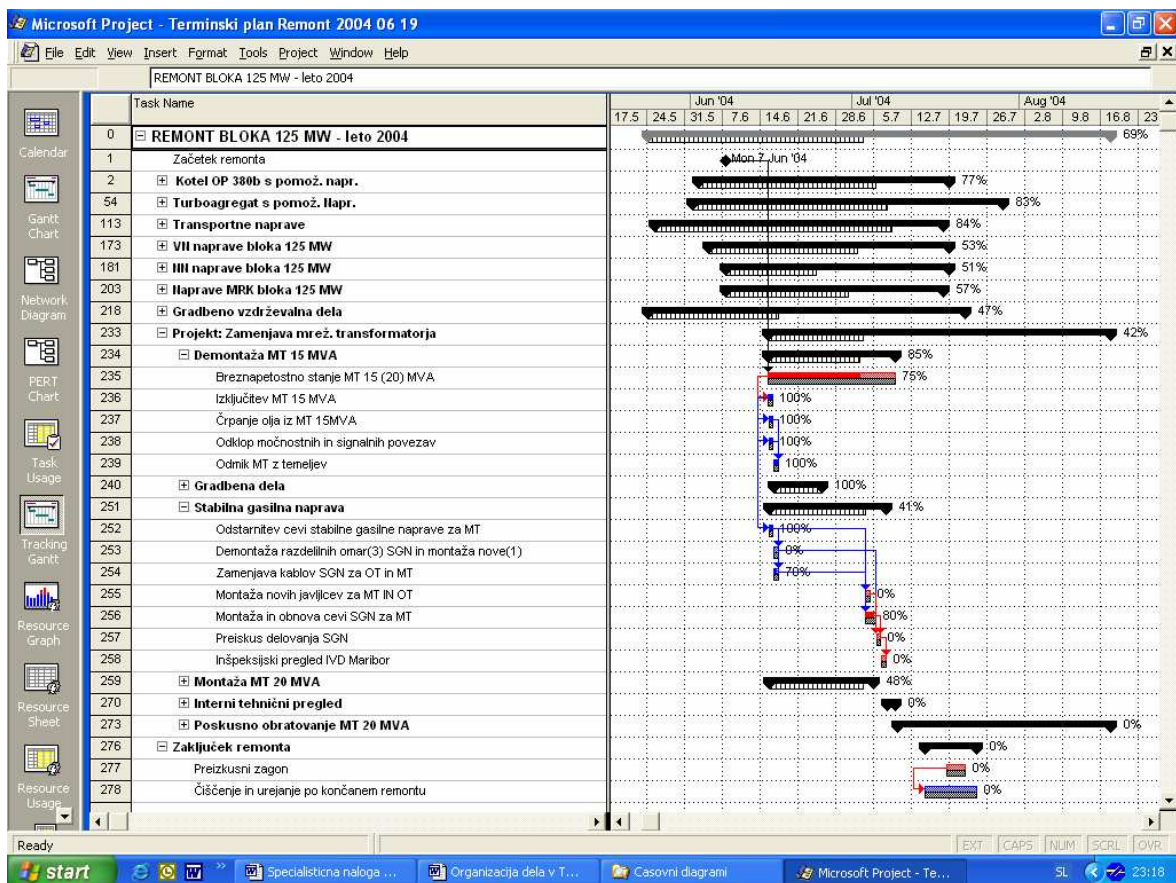 Microsoft Project - Terminski plan Remont 2004 06 19
File Edit View Insert Format Tools Project Window Help
REMONT BLOKA 125 MW - leto 2004
Calendar
Gantt Chart
Network Diagram
PERT Chart
Task Usage
Tracking Gantt
Resource Graph
Resource Sheet
Resource Usage
Task Name
Jun '04 Jul '04 Aug '04
17.5 24.5 31.5 7.6 14.6 21.6 28.6 5.7 12.7 19.7 26.7 2.8 9.8 16.8 23
0 REMONT BLOKA 125 MW - leto 2004 69%
1 Začetek remonta Mon 7 Jun '04
2 Kotel OP 380b s pomož. napr. 77%
54 Turboagregat s pomož. Napr. 83%
113 Transportne naprave 84%
173 VN naprave bloka 125 MW 53%
181 NN naprave bloka 125 MW 51%
203 Naprave MRK bloka 125 MW 57%
218 Gradbeno vzdrževalna dela 47%
233 Projekt: Zamenjava mrež. transformatorja 42%
234 Demontaža MT 15 MVA 85%
235 Breznapetostno stanje MT 15 (20) MVA 75%
236 Izključitev MT 15 MVA 100%
237 Črpanje olja iz MT 15MVA 100%
238 Odklop močnostnih in signalnih povezav 100%
239 Odmik MT z temeljev 100%
240 Gradbena dela 100%
251 Stabilna gasilna naprava 41%
252 Odstarnitev cevi stabilne gasilne naprave za MT 100%
253 Demontaža razdelilnih omar(3) SGN in montaža nove(1) 0%
254 Zamenjava kablov SGN za OT in MT 70%
255 Montaža novih javljlcev za MT IN OT 0%
256 Montaža in obnova cevi SGN za MT 80%
257 Preiskus delovanja SGN 0%
258 Inšpeksijski pregled IVD Maribor 0%
259 Montaža MT 20 MVA 48%
270 Interni tehnični pregled 0%
273 Poskusno obratovanje MT 20 MVA 0%
276 Zaključek remonta 0%
277 Preizkusni zagon 0%
278 Čiščenje in urejanje po končanem remontu 0%
Ready EXT CAPS NUM SCRL OVR
start Specialisticna naloga ... Organizacija dela v T... Casovni diagrami Microsoft Project - Te... SL 23:18